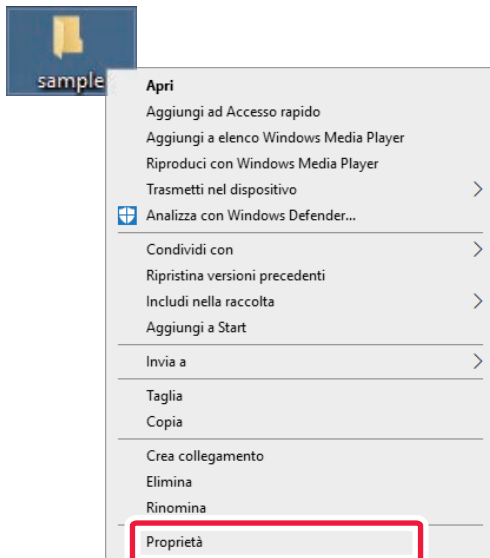 sample
Apri
Aggiungi ad Accesso rapido
Aggiungi a elenco Windows Media Player
Riproduci con Windows Media Player
Trasmetti nel dispositivo
Analizza con Windows Defender...
Condividi con
Ripristina versioni precedenti
Includi nella raccolta
Aggiungi a Start
Invia a
Taglia
Copia
Crea collegamento
Elimina
Rinomina
Proprietà